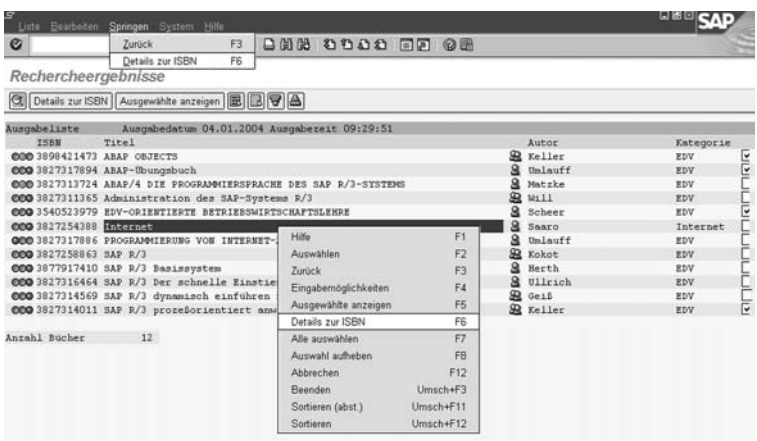 Liste Bearbeiten Springen System Hilfe
SAP
Zurück F3
Details zur ISBN F6
Rechercheergebnisse
Details zur ISBN Ausgewählte anzeigen
Ausgabeliste Ausgabedatum 04.01.2004 Ausgabezeit 09:29:51
ISBN Titel Autor Kategorie
3898421473 ABAP OBJECTS Keller EDV
3827317894 ABAP-Übungsbuch Umlauff EDV
3827313724 ABAP/4 DIE PROGRAMMIERSPRACHE DES SAP R/3-SYSTEMS Matzke EDV
3827311365 Administration des SAP-Systems R/3 Will EDV
3540523979 EDV-ORIENTIERTE BETRIEBSWIRTSCHAFTSLEHRE Scheer EDV
3827254388 Internet Saaro Internet
3827317886 PROGRAMMIERUNG VON INTERNET- Umlauff EDV
3827258863 SAP R/3 Kokot EDV
3877917410 SAP R/3 Basissystem Herth EDV
3827316464 SAP R/3 Der schnelle Einstie Ullrich EDV
3827314569 SAP R/3 dynamisch einführen Geiß EDV
3827314011 SAP R/3 prozeßorientiert anw Keller EDV
Anzahl Bücher 12
Hilfe F1
Auswählen F2
Zurück F3
Eingabemöglichkeiten F4
Ausgewählte anzeigen F5
Details zur ISBN F6
Alle auswählen F7
Auswahl aufheben F8
Abbrechen F12
Beenden Umsch+F3
Sortieren (abst.) Umsch+F11
Sortieren Umsch+F12